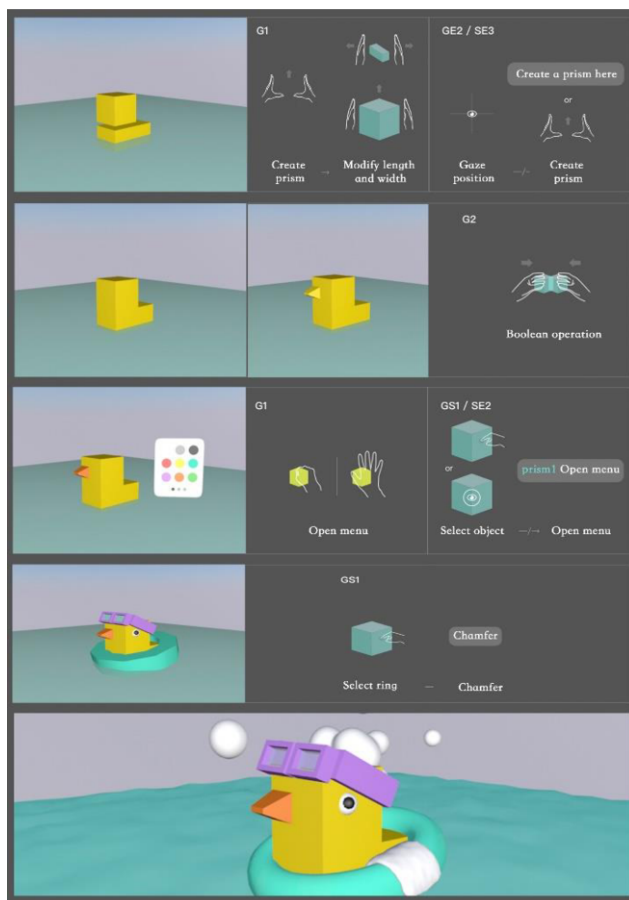 G1
Create
prism
→
Modify length
and width
GE2 / SE3
Create a prism here
or
Gaze
position
Create
prism
G2
Boolean operation
G1
Open menu
GS1 / SE2
or
prism1 Open menu
Select object
Open menu
GS1
Chamfer
Select ring – Chamfer